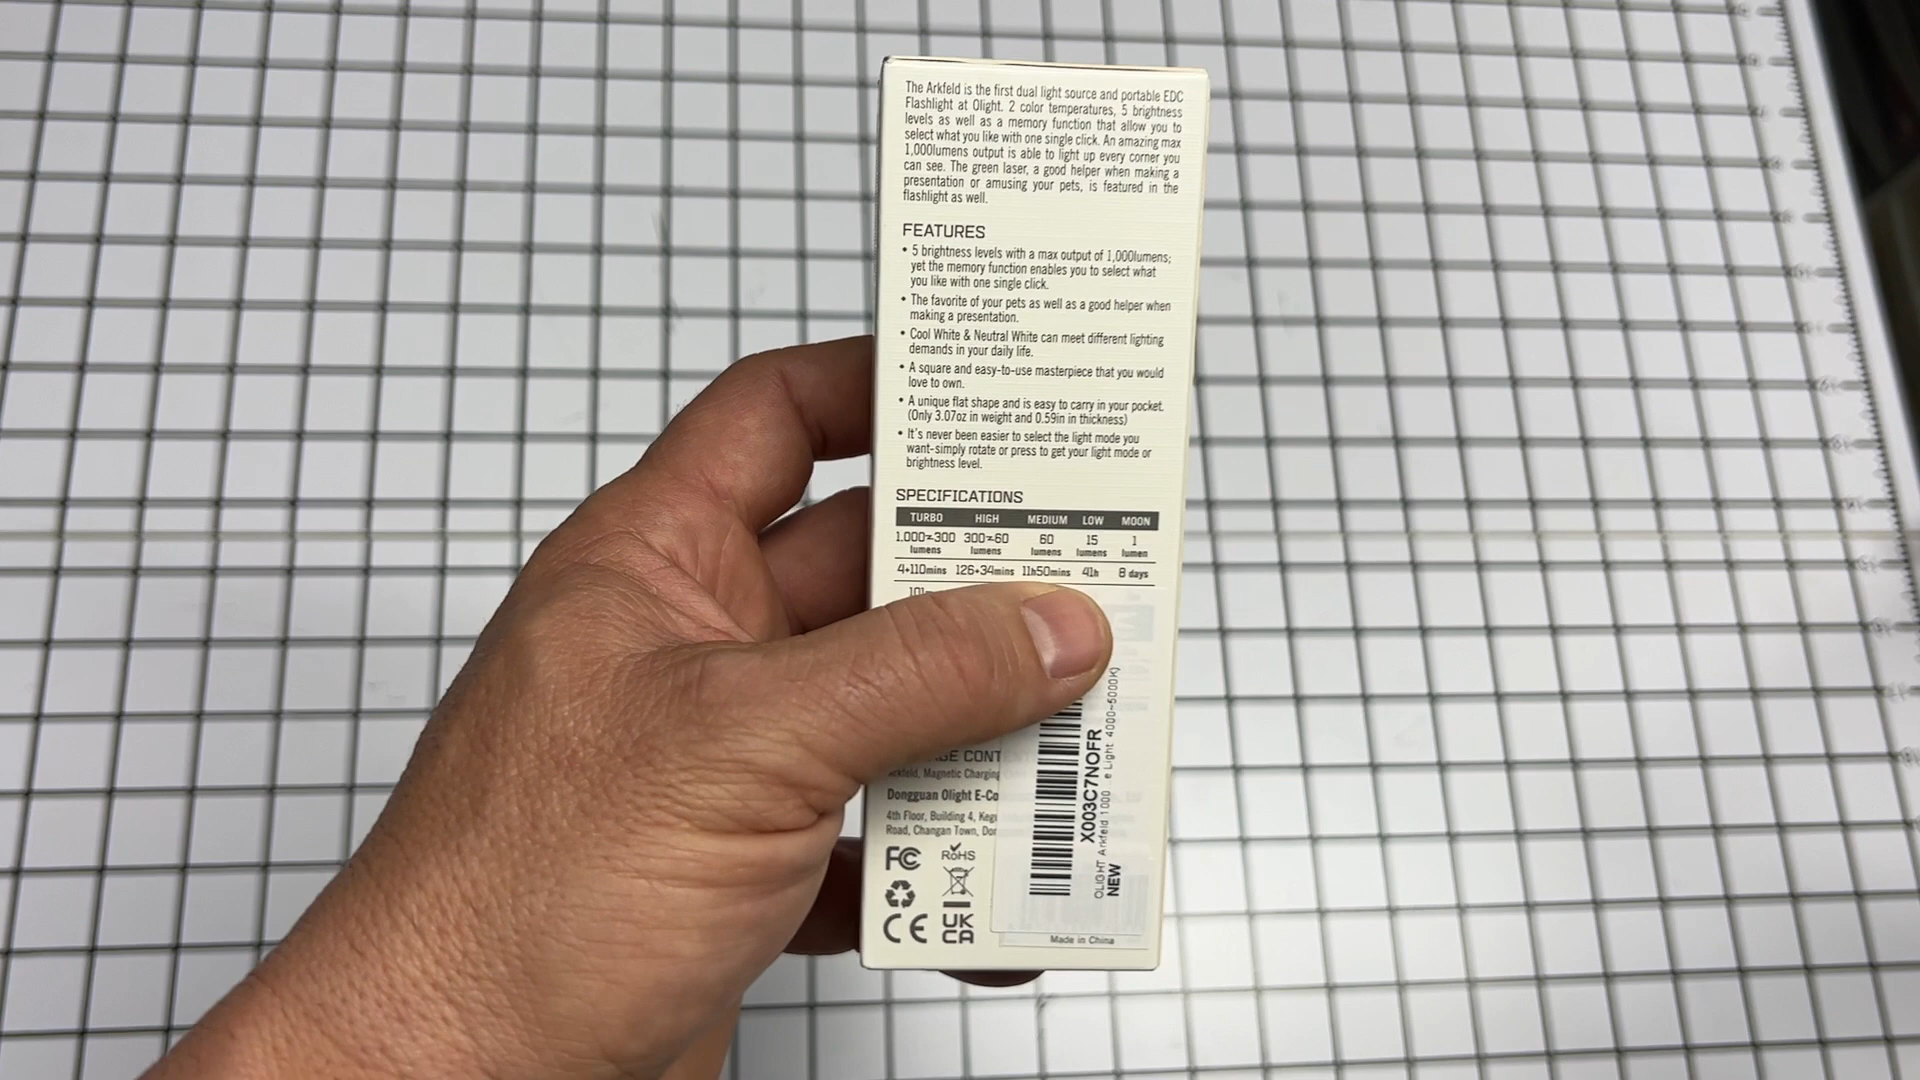 The Arkfeld is the first dual light source and portable EDC
Flashlight at Olight. 2 color temperatures, 5 brightness
levels as well as a memory function that allow you to
select what you like with one single click. An amazing max
1,000lumens output is able to light up every corner you
can see. The green laser, a good helper when making a
presentation or amusing your pets, is featured in the
flashlight as well.
FEATURES
• 5 brightness levels with a max output of 1,000lumens;
yet the memory function enables you to select what
you like with one single click.
• The favorite of your pets as well as a good helper when
making a presentation.
• Cool White & Neutral White can meet different lighting
demands in your daily life.
• A square and easy-to-use masterpiece that you would
love to own.
• A unique flat shape and is easy to carry in your pocket.
(Only 3.07oz in weight and 0.59in in thickness)
• It's never been easier to select the light mode you
want-simply rotate or press to get your light mode or
brightness level.
SPECIFICATIONS
TURBO HIGH MEDIUM LOW MOON
1,000~300 300~60 60 15 1
lumens lumens lumens lumens lumen
4+110mins 126+34mins 11h50mins 41h 8 days
Arkfeld, Magnetic Charging
Dongguan Olight E-Co
4th Floor, Building 4,
Road, Changan Town,
FC RoHS
CE UK
CA
X003C7NOFR
OLIGHT Arkfeld 1000 Light 4000~5000K)
NEW
Made in China